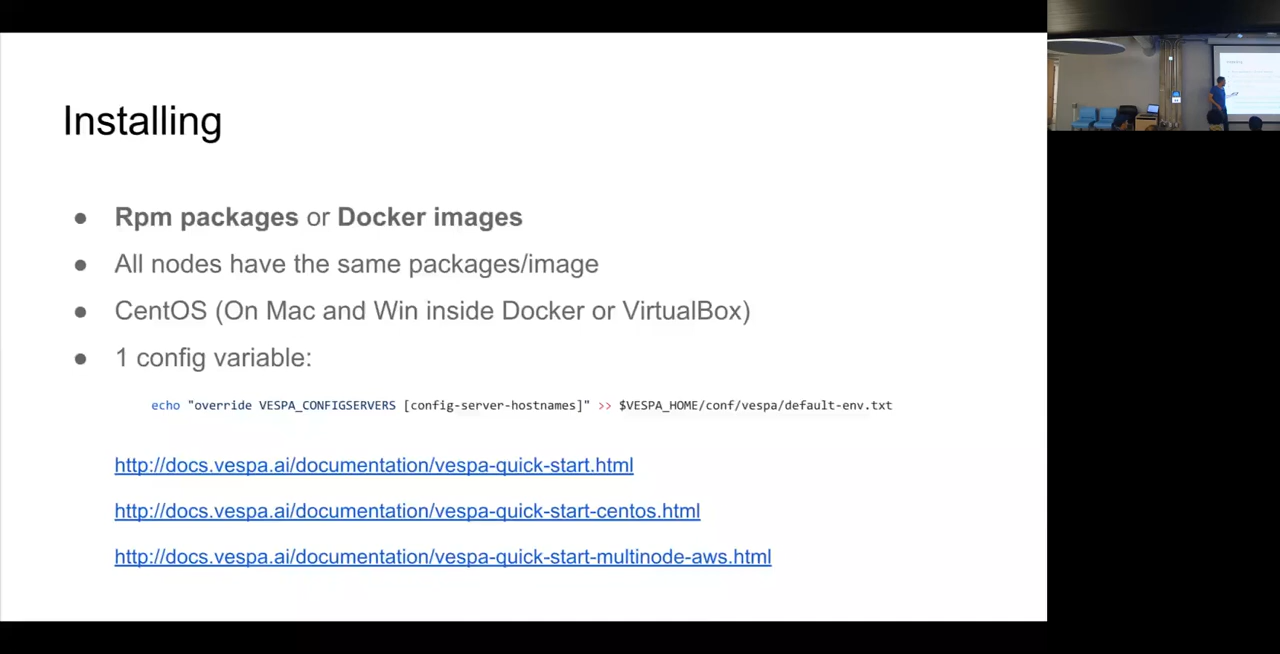 Installing
● Rpm packages or Docker images
● All nodes have the same packages/image
● CentOS (On Mac and Win inside Docker or VirtualBox)
● 1 config variable:
echo "override VESPA_CONFIGSERVERS [config-server-hostnames]" >> $VESPA_HOME/conf/vespa/default-env.txt
http://docs.vespa.ai/documentation/vespa-quick-start.html
http://docs.vespa.ai/documentation/vespa-quick-start-centos.html
http://docs.vespa.ai/documentation/vespa-quick-start-multinode-aws.html